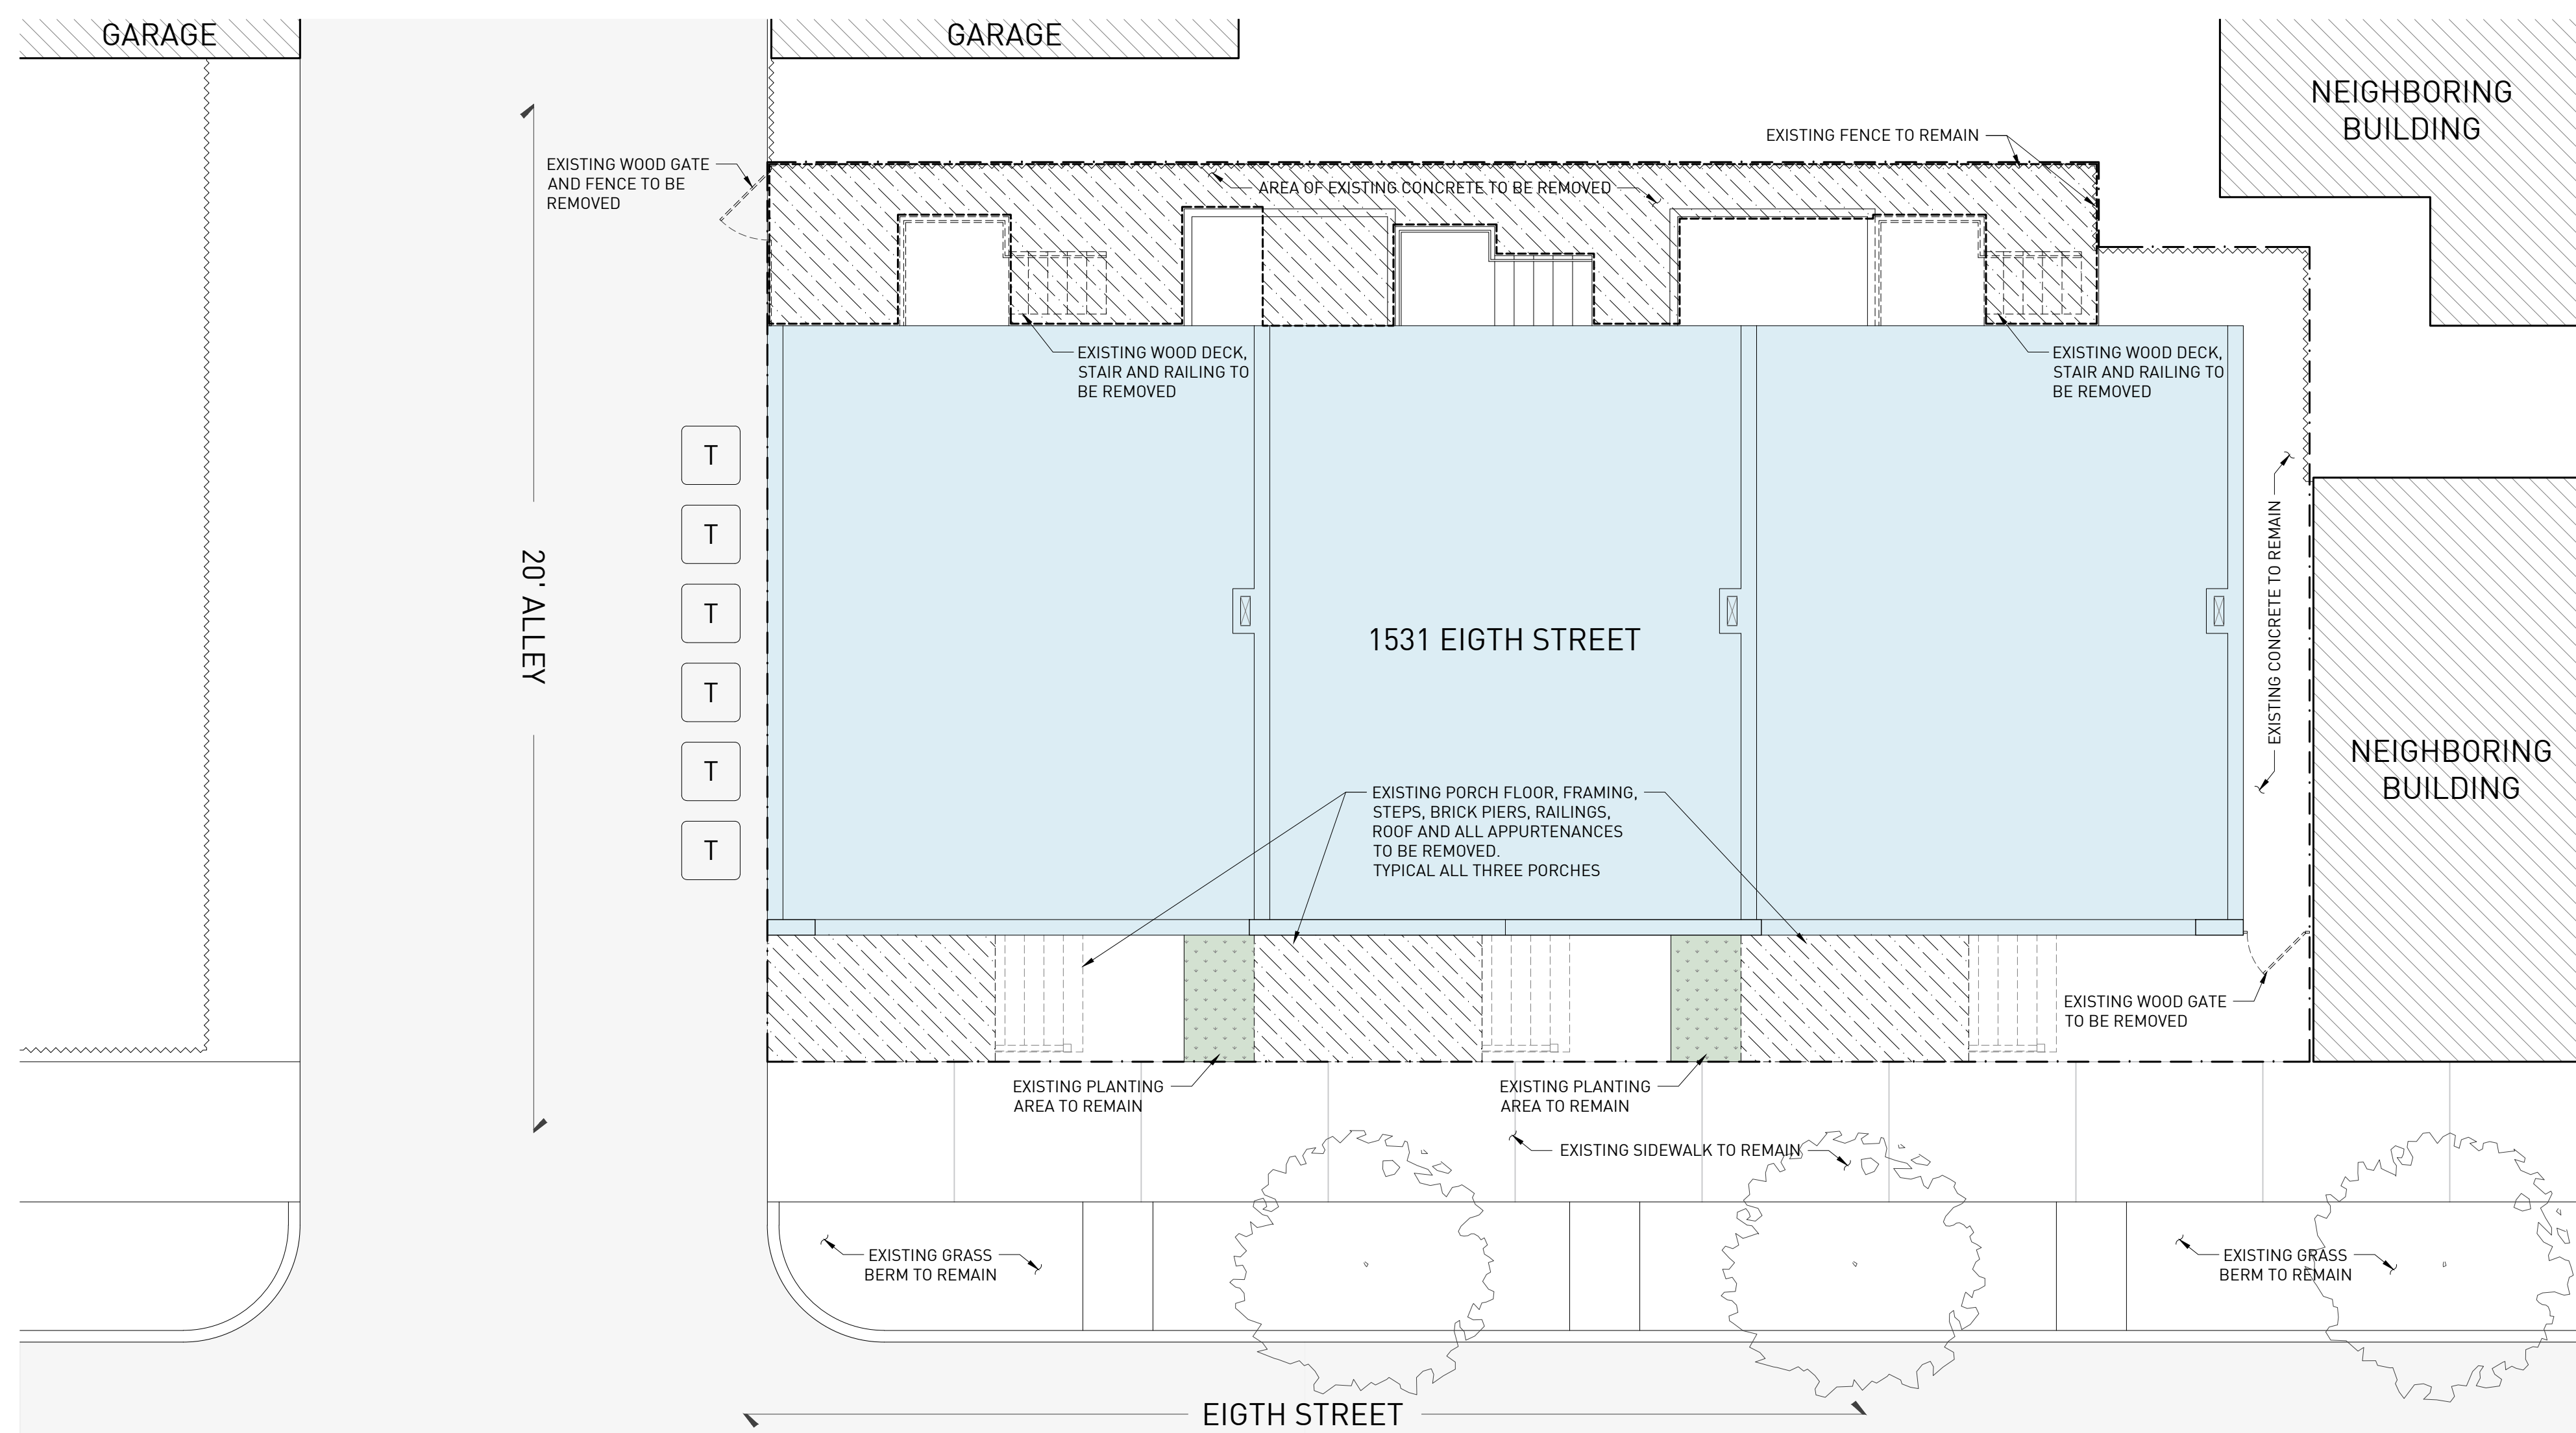 GARAGE
GARAGE
NEIGHBORING
BUILDING
EXISTING FENCE TO REMAIN
EXISTING WOOD GATE
AND FENCE TO BE
REMOVED
AREA OF EXISTING CONCRETE TO BE REMOVED
EXISTING WOOD DECK,
STAIR AND RAILING TO
BE REMOVED
EXISTING WOOD DECK,
STAIR AND RAILING TO
BE REMOVED
T
T
T
T
T
T
20' ALLEY
1531 EIGTH STREET
EXISTING CONCRETE TO REMAIN
NEIGHBORING
BUILDING
EXISTING PORCH FLOOR, FRAMING,
STEPS, BRICK PIERS, RAILINGS,
ROOF AND ALL APPURTENANCES
TO BE REMOVED.
TYPICAL ALL THREE PORCHES
EXISTING WOOD GATE
TO BE REMOVED
EXISTING PLANTING
AREA TO REMAIN
EXISTING PLANTING
AREA TO REMAIN
EXISTING SIDEWALK TO REMAIN
EXISTING GRASS
BERM TO REMAIN
EXISTING GRASS
BERM TO REMAIN
EIGTH STREET